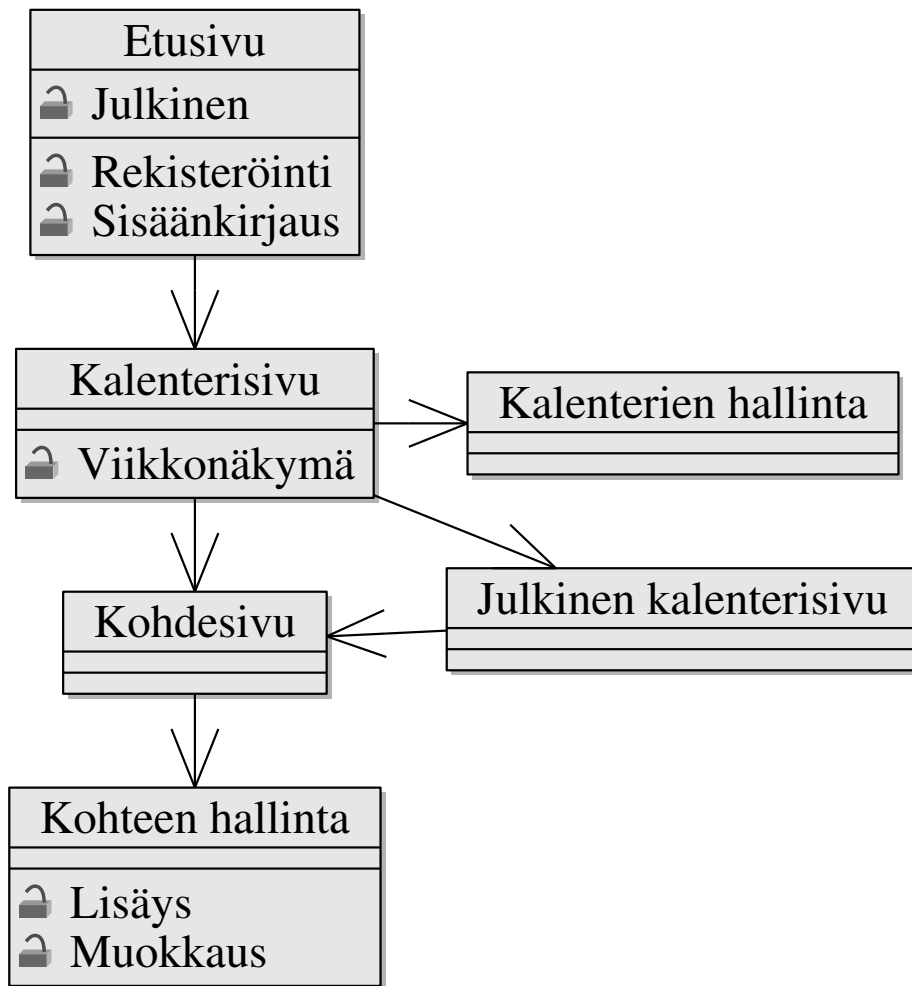 Etusivu
Julkinen
Rekisteröinti
Sisäänkirjaus
Kalenterisivu
Viikkonäkymä
Kalenterien hallinta
Kohdesivu
Julkinen kalenterisivu
Kohteen hallinta
Lisäys
Muokkaus